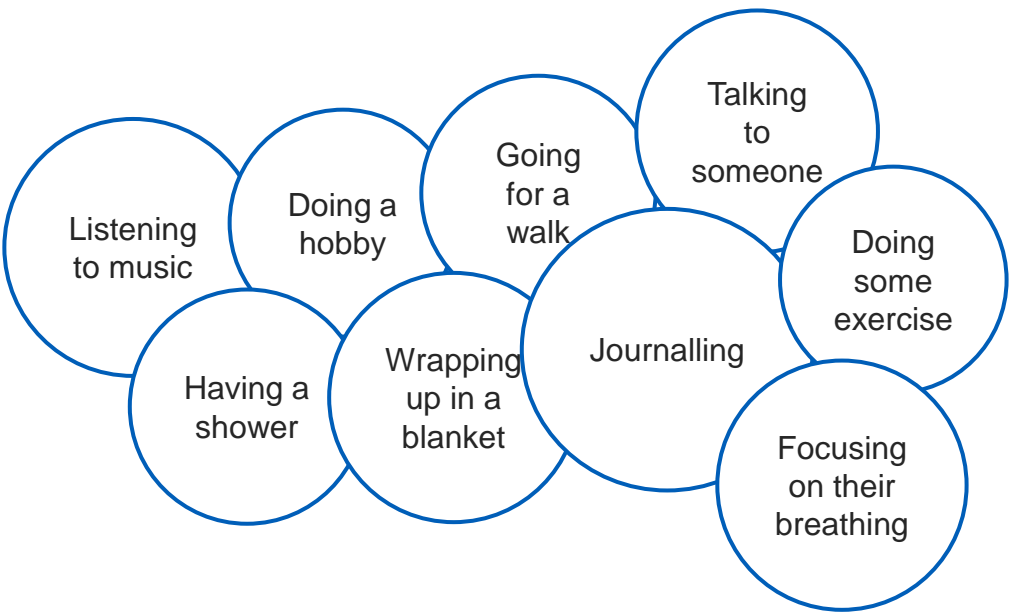 Listening
to music
Doing a
hobby
Going
for a
walk
Talking
to
someone
Having a
shower
Wrapping
up in a
blanket
Journalling
Doing
some
exercise
Focusing
on their
breathing